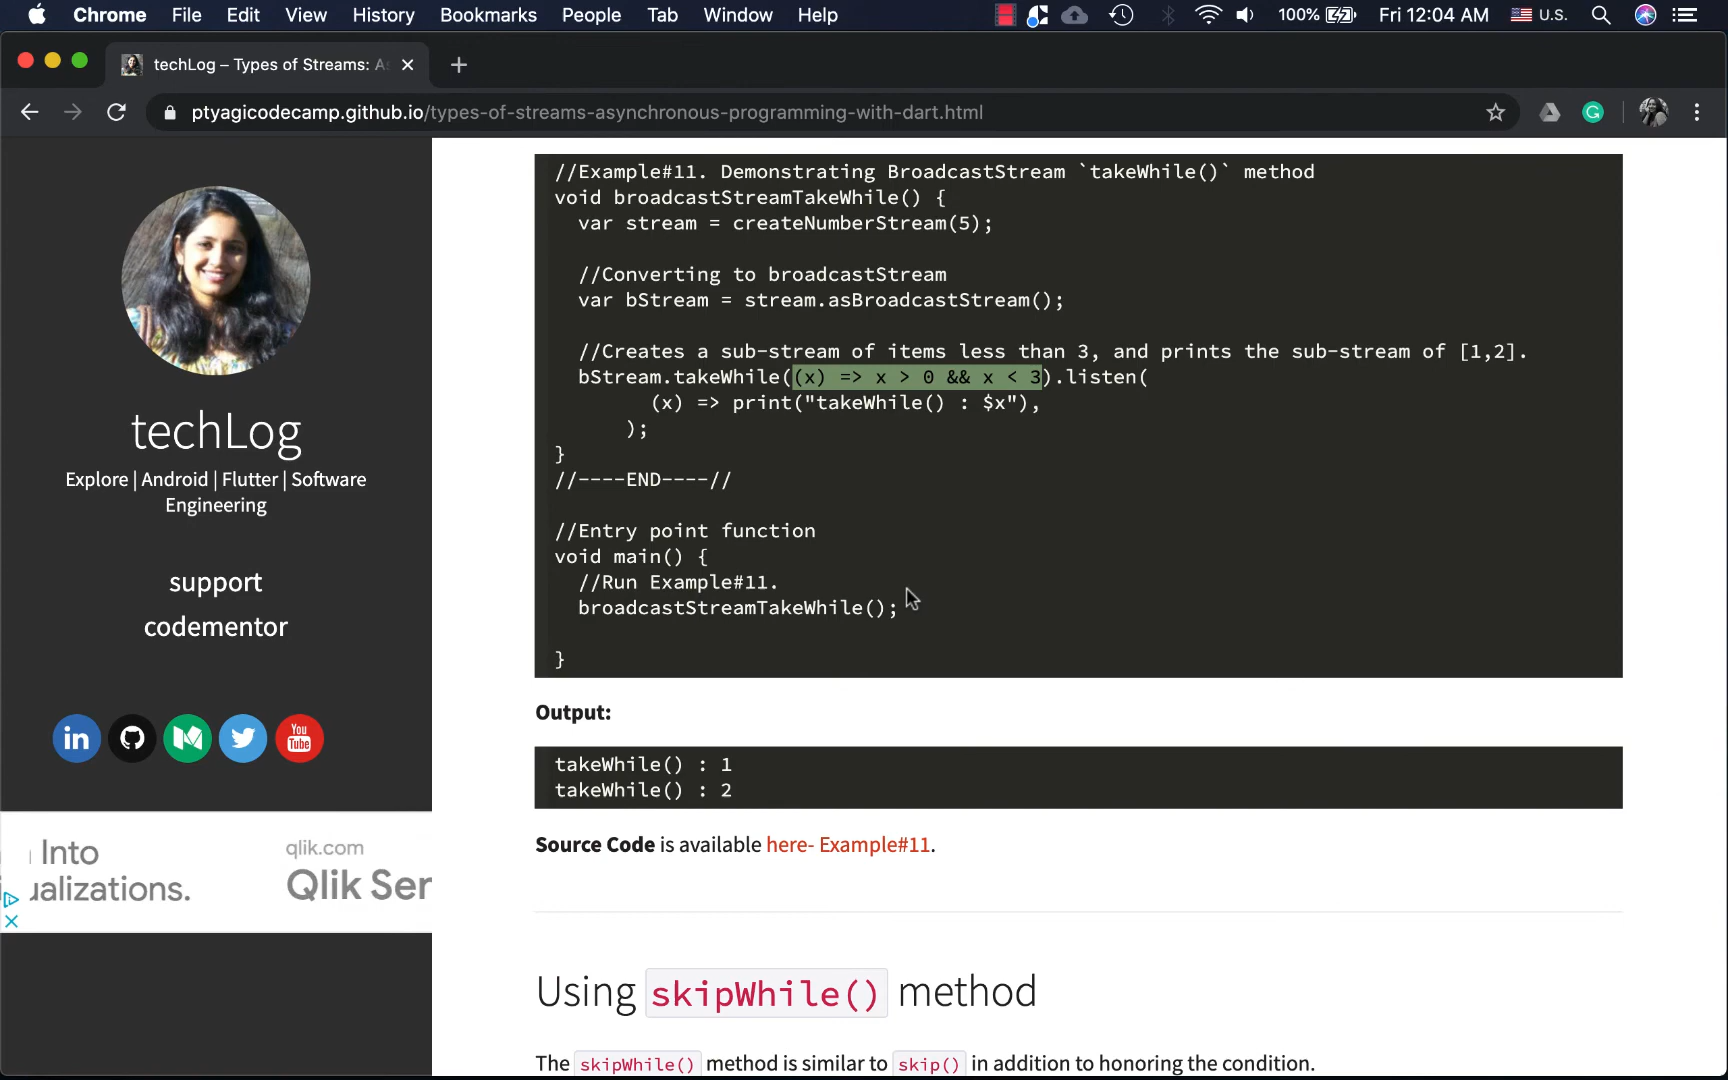 Chrome File Edit View History Bookmarks People Tab Window Help 100% Fri 12:04 AM U.S.
techLog – Types of Streams: As
ptyagicodecamp.github.io/types-of-streams-asynchronous-programming-with-dart.html
techLog
Explore | Android | Flutter | Software
Engineering
support
codementor
in
You
Tube
Into
ualizations.
qlik.com
Qlik Ser
//Example#11. Demonstrating BroadcastStream `takeWhile()` method
void broadcastStreamTakeWhile() {
var stream = createNumberStream(5);
//Converting to broadcastStream
var bStream = stream.asBroadcastStream();
//Creates a sub-stream of items less than 3, and prints the sub-stream of [1,2].
bStream.takeWhile((x) => x > 0 && x < 3).listen(
(x) => print("takeWhile() : $x"),
);
}
//----END----//
//Entry point function
void main() {
//Run Example#11.
broadcastStreamTakeWhile();
}
Output:
takeWhile() : 1
takeWhile() : 2
Source Code is available here- Example#11.
Using skipWhile() method
The skipWhile() method is similar to skip() in addition to honoring the condition.